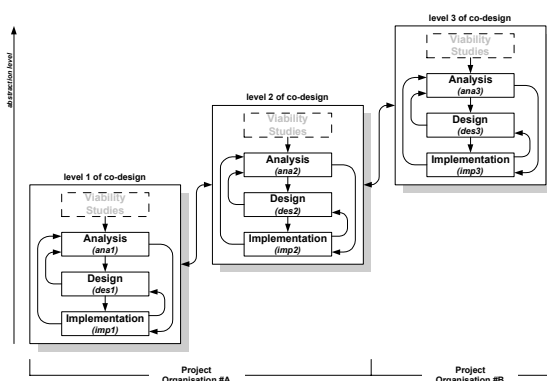 level 3 of co-design
Viability
Studies
Analysis
(ana3)
Design
(des3)
Implementation
(imp3)
level 2 of co-design
Viability
Studies
Analysis
(ana2)
Design
(des2)
Implementation
(imp2)
level 1 of co-design
Viability
Studies
Analysis
(ana1)
Design
(des1)
Implementation
(imp1)
abstraction level
Project
Organisation #A
Project
Organisation #B